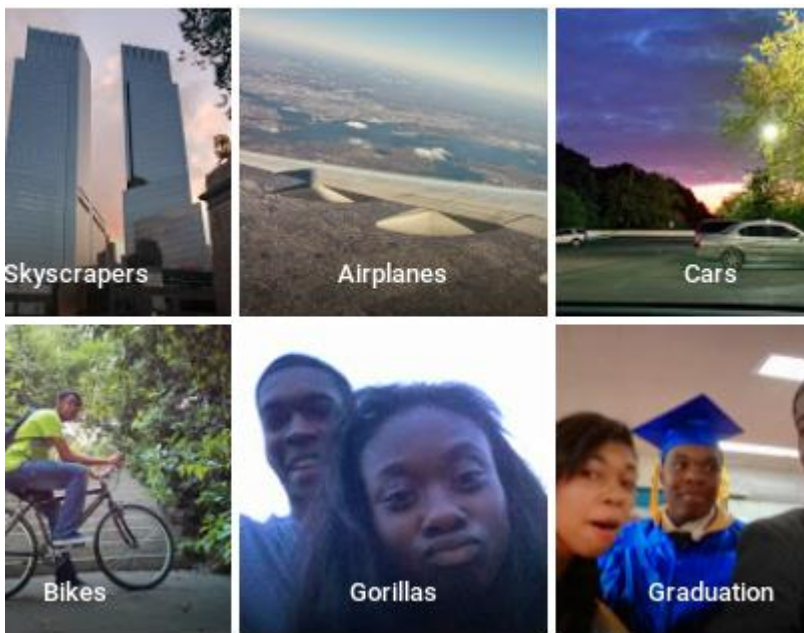 Skyscrapers
Airplanes
Cars
Bikes
Gorillas
Graduation